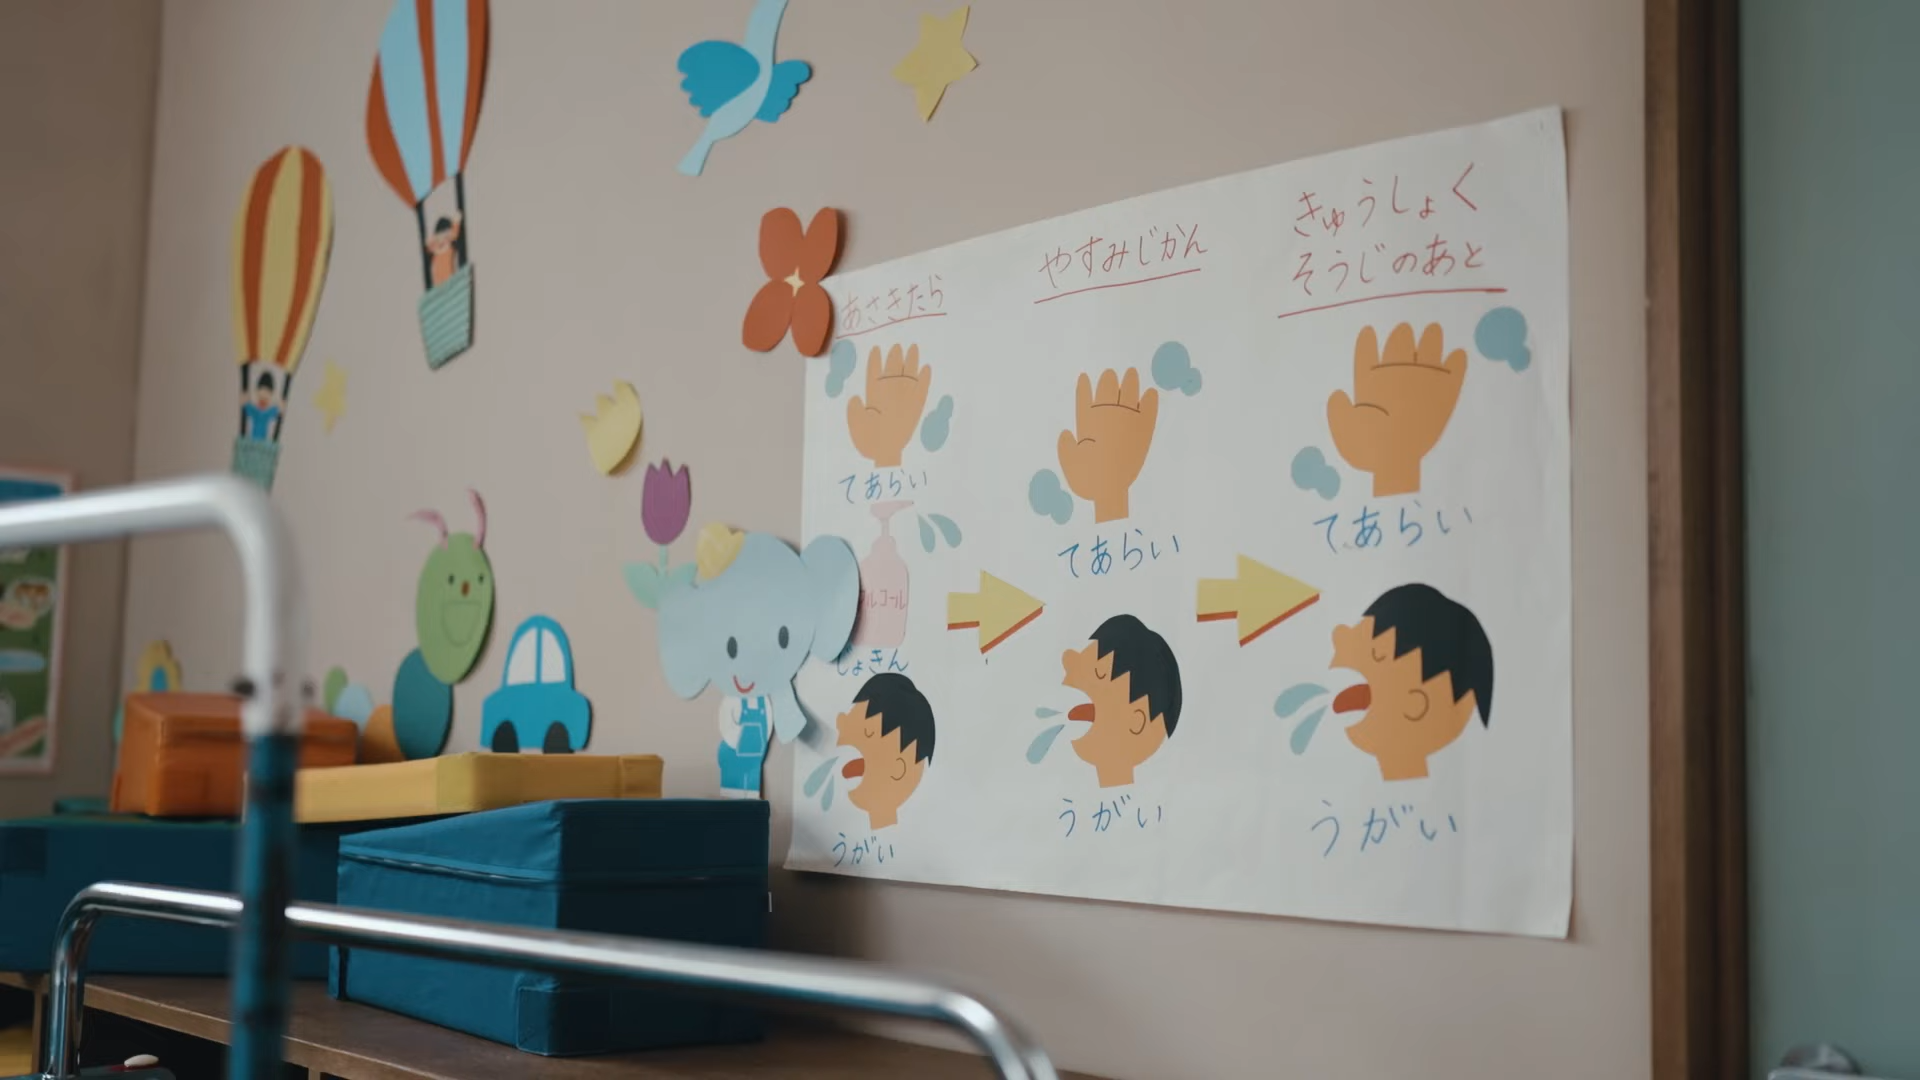 あさきたら
てあらい
ルコール
じょきん
うがい
やすみじかん
てあらい
うがい
きゅうしょく
そうじのあと
てあらい
うがい